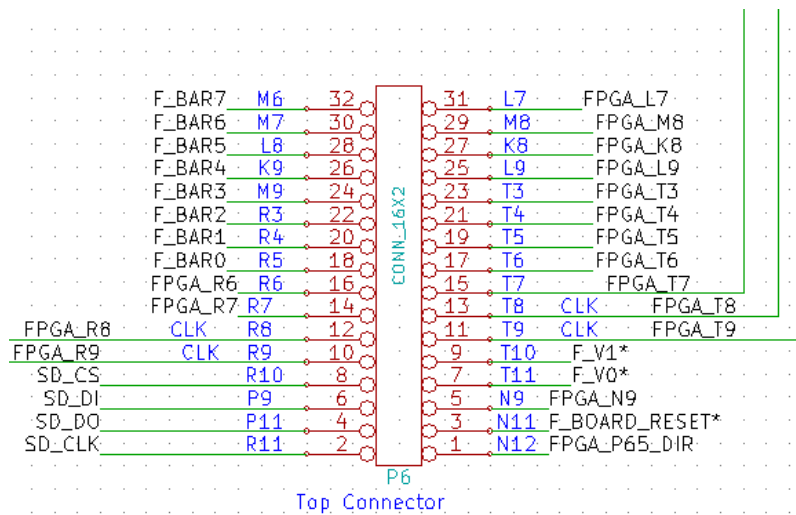 F_BAR7 M6 32 31 L7 FPGA_L7
F_BAR6 M7 30 29 M8 FPGA_M8
F_BAR5 L8 28 27 K8 FPGA_K8
F_BAR4 K9 26 25 L9 FPGA_L9
F_BAR3 M9 24 23 T3 FPGA_T3
F_BAR2 R3 22 21 T4 FPGA_T4
F_BAR1 R4 20 19 T5 FPGA_T5
F_BAR0 R5 18 17 T6 FPGA_T6
FPGA_R6 R6 16 15 T7 FPGA_T7
FPGA_R7 R7 14 13 T8 CLK FPGA_T8
FPGA_R8 CLK R8 12 11 T9 CLK FPGA_T9
FPGA_R9 CLK R9 10 9 T10 F_V1*
SD_CS R10 8 7 T11 F_V0*
SD_DI P9 6 5 N9 FPGA_N9
SD_DO P11 4 3 N11 F_BOARD_RESET*
SD_CLK R11 2 1 N12 FPGA_P65_DIR
CONN_16X2
P6
Top Connector